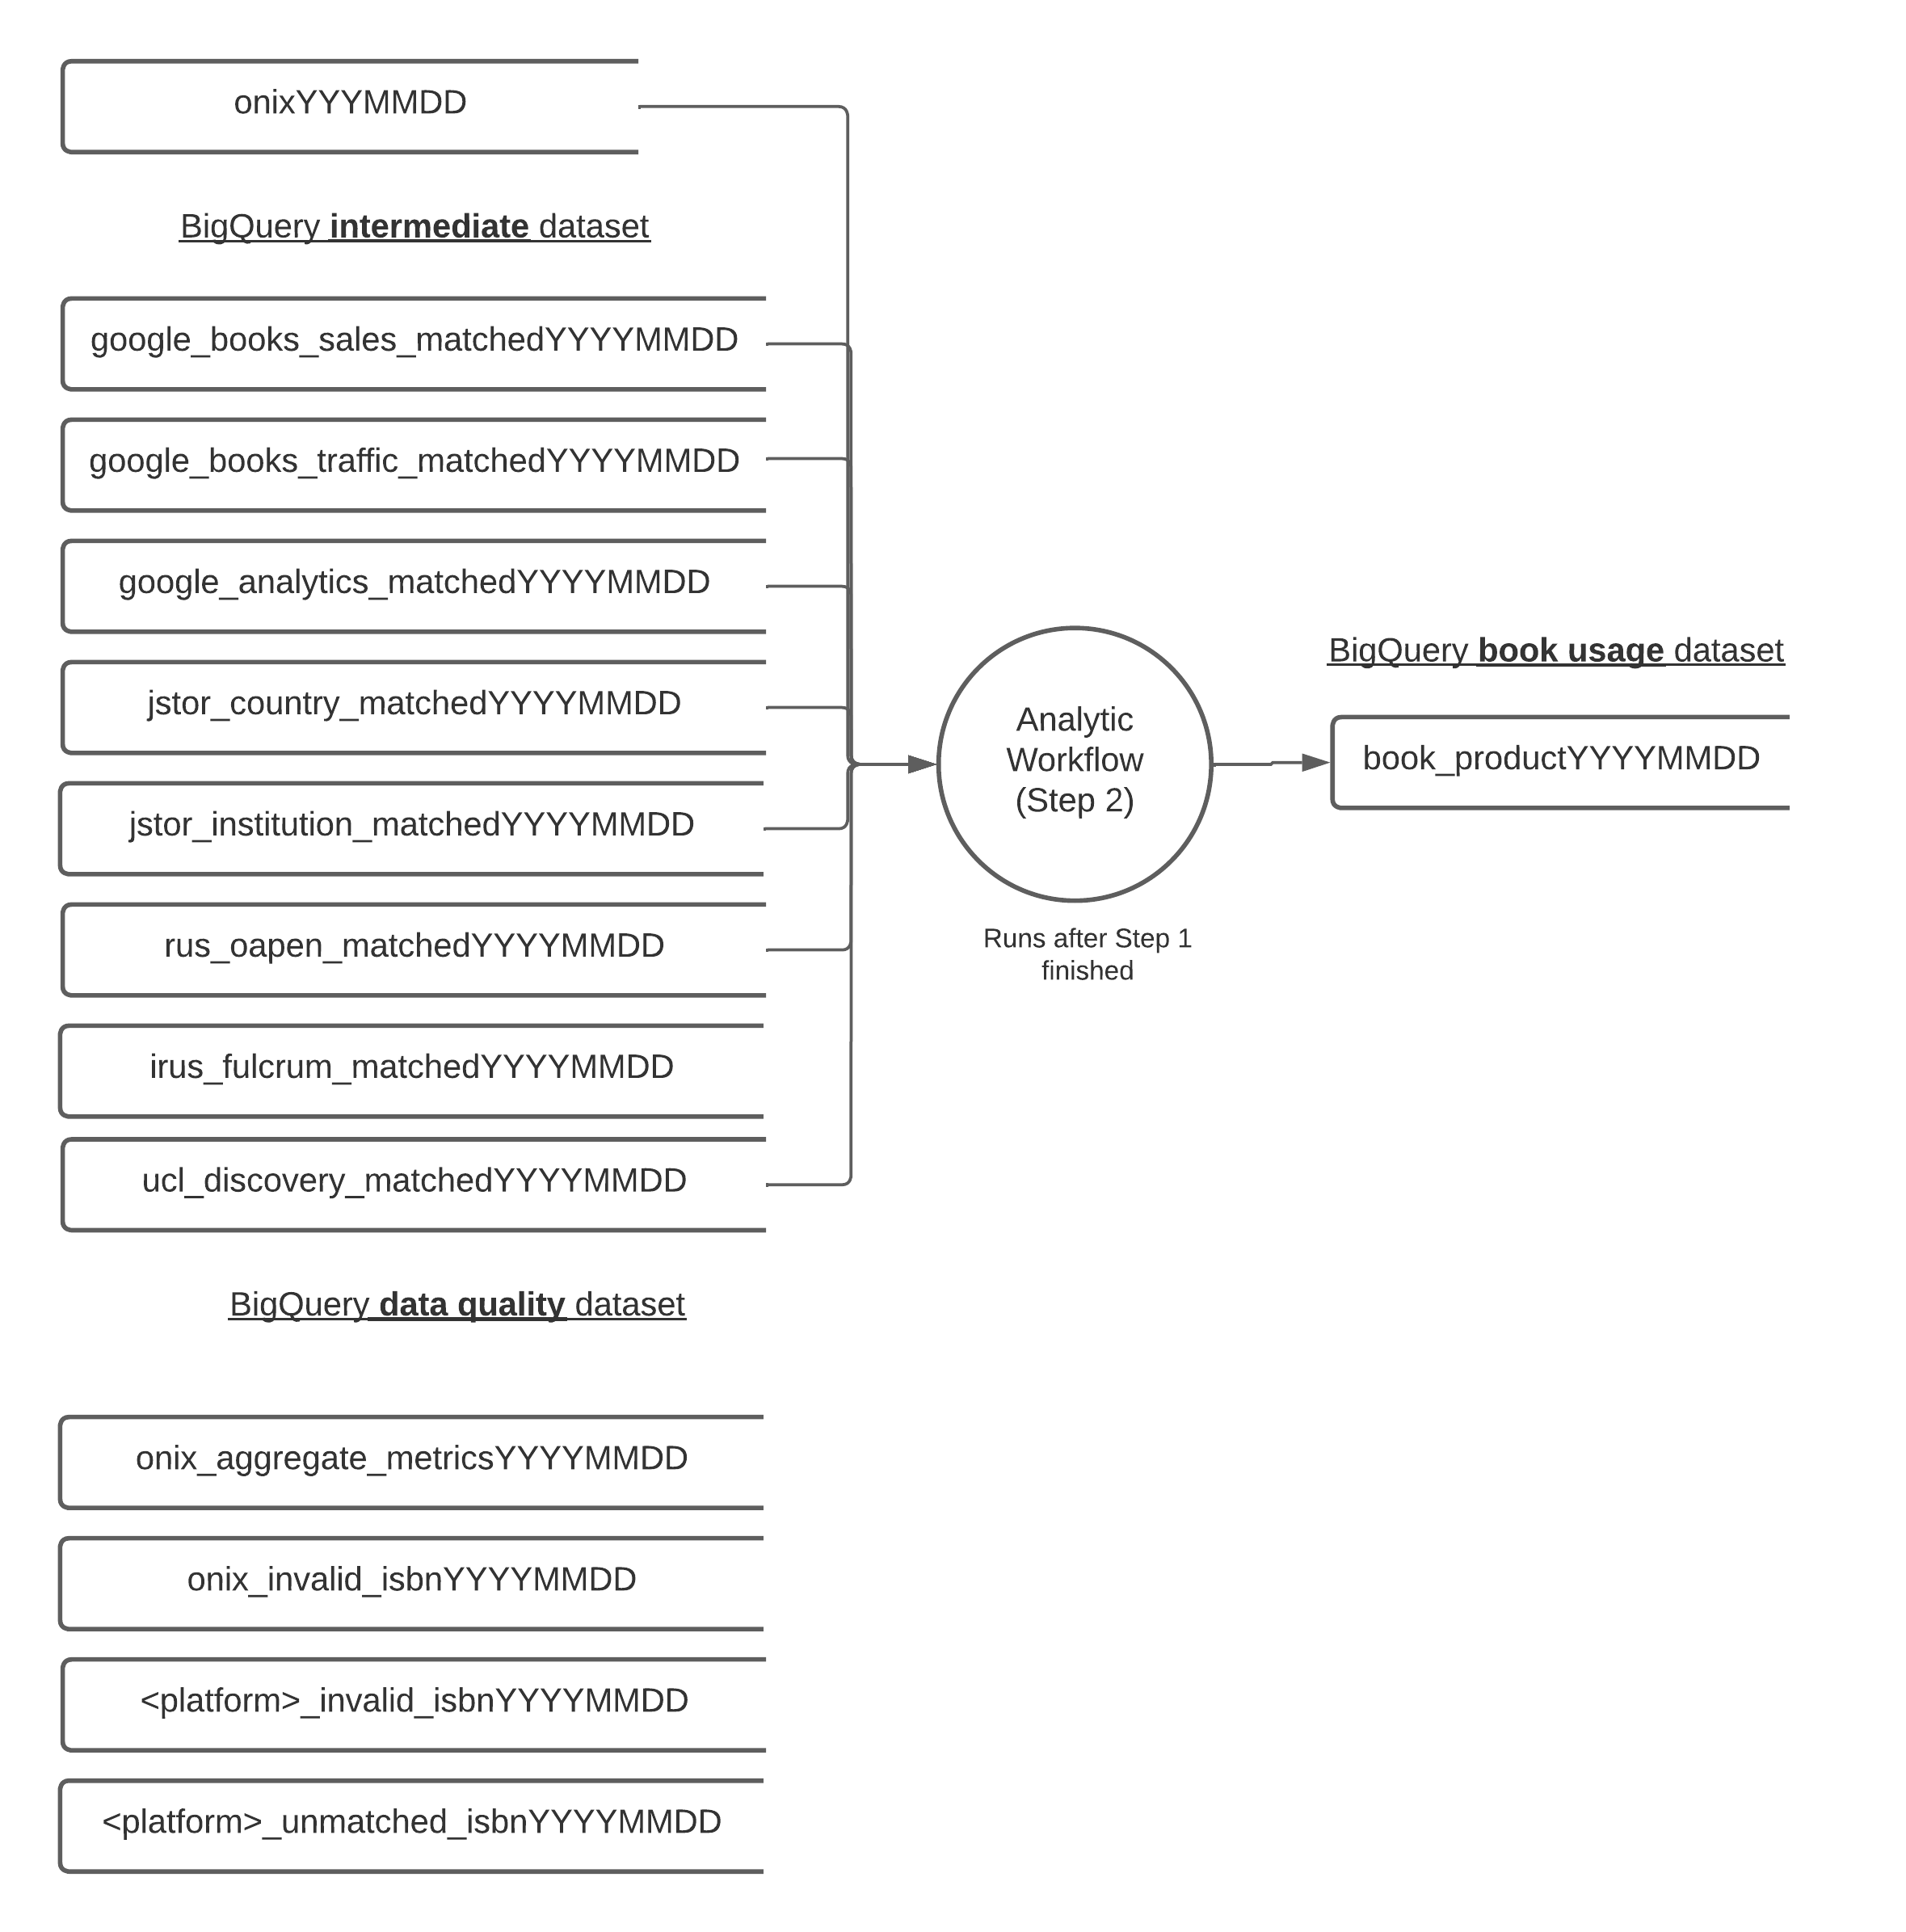 onixYYYMMDD
BigQuery intermediate dataset
google_books_sales_matchedYYYYMMDD
google_books_traffic_matchedYYYYMMDD
google_analytics_matchedYYYYMMDD
jstor_country_matchedYYYYMMDD
jstor_institution_matchedYYYYMMDD
rus_oapen_matchedYYYYMMDD
irus_fulcrum_matchedYYYYMMDD
ucl_discovery_matchedYYYYMMDD
BigQuery data quality dataset
onix_aggregate_metricsYYYYMMDD
onix_invalid_isbnYYYYMMDD
<platform>_invalid_isbnYYYYMMDD
<platform>_unmatched_isbnYYYYMMDD
Analytic
Workflow
(Step 2)
Runs after Step 1
finished
BigQuery book usage dataset
book_productYYYYMMDD